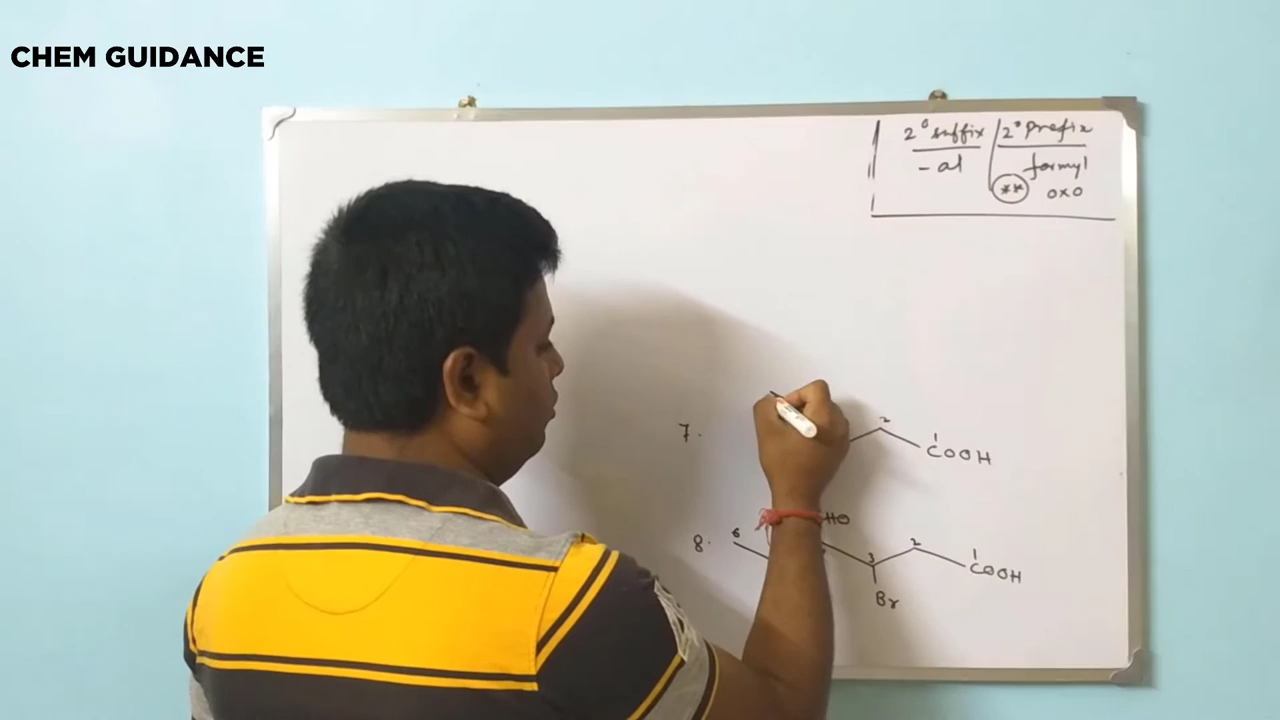 CHEM GUIDANCE
2° suffix 2° Prefix
-al formyl
** oxo
7.
2
1
COOH
HO
8.
6
3
2
1
COOH
Br